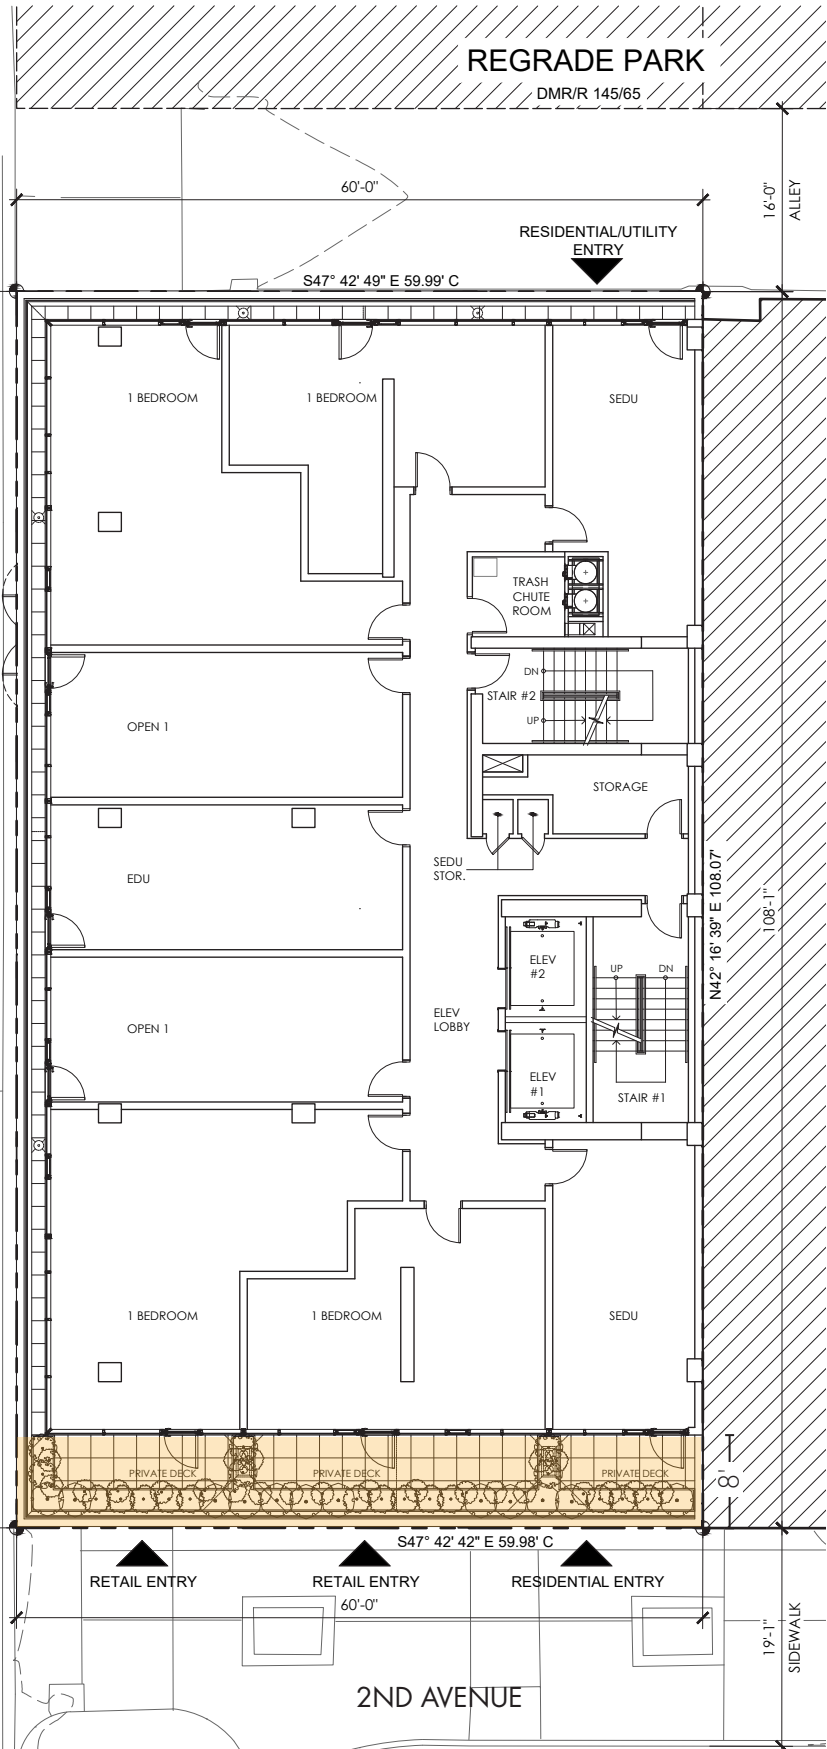 REGRADE PARK
DMR/R 145/65
60'-0"
16'-0"
ALLEY
RESIDENTIAL/UTILITY
ENTRY
S47° 42' 49" E 59.99' C
1 BEDROOM
1 BEDROOM
SEDU
TRASH
CHUTE
ROOM
DN
STAIR #2
UP
OPEN 1
STORAGE
EDU
SEDU
STOR.
N42° 16' 39" E 108.07'
108'-1"
ELEV
#2
UP
DN
OPEN 1
ELEV
LOBBY
ELEV
#1
STAIR #1
1 BEDROOM
1 BEDROOM
SEDU
PRIVATE DECK
PRIVATE DECK
PRIVATE DECK
8'
S47° 42' 42" E 59.98' C
RETAIL ENTRY
RETAIL ENTRY
RESIDENTIAL ENTRY
60'-0"
19'-1"
SIDEWALK
2ND AVENUE